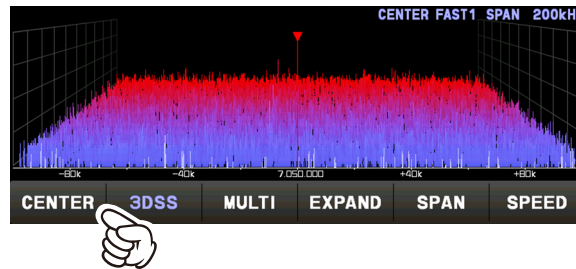 CENTER FAST1 SPAN 200kH
-80k -40k 7.050.000 +40k +80k
CENTER 3DSS MULTI EXPAND SPAN SPEED